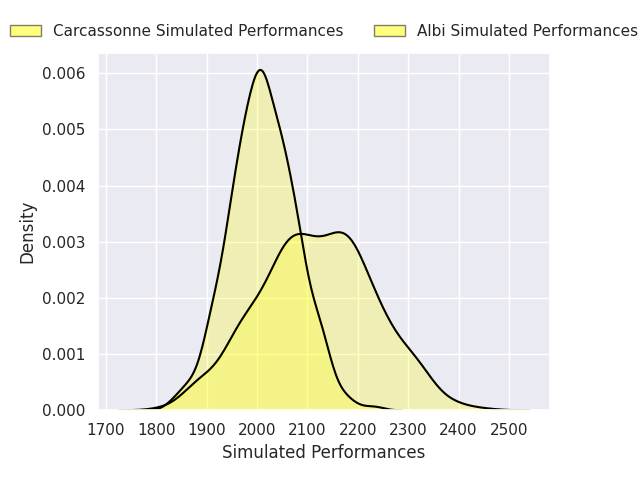 Carcassonne Simulated Performances Albi Simulated Performances
0.006
0.005
0.004
0.003
0.002
0.001
0.000
Density
1700 1800 1900 2000 2100 2200 2300 2400 2500
Simulated Performances